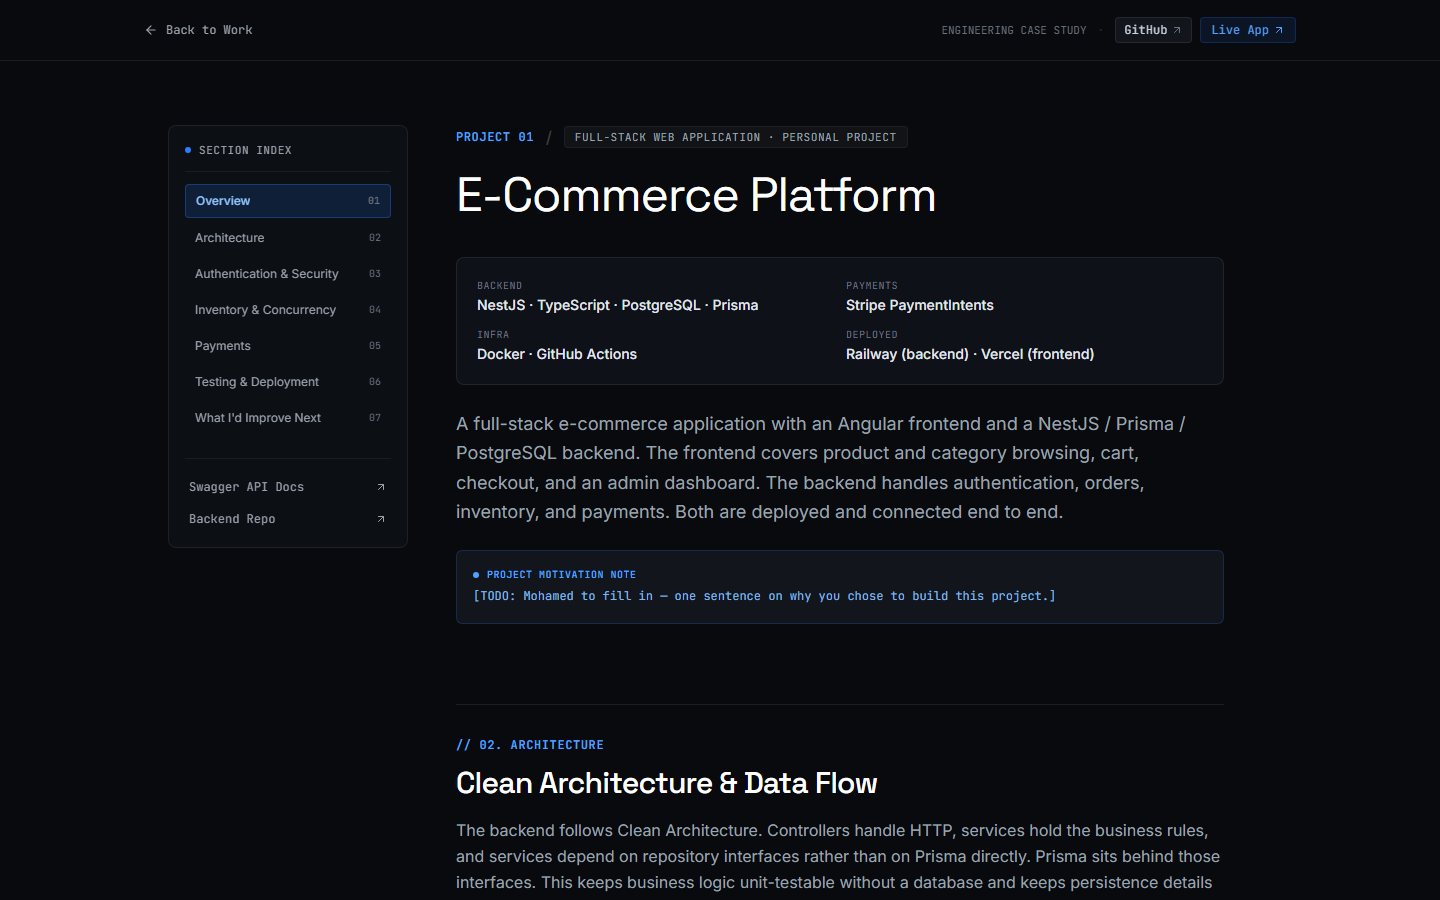 ← Back to Work
ENGINEERING CASE STUDY · GitHub ↗ Live App ↗
SECTION INDEX
Overview 01
Architecture 02
Authentication & Security 03
Inventory & Concurrency 04
Payments 05
Testing & Deployment 06
What I'd Improve Next 07
Swagger API Docs ↗
Backend Repo ↗
PROJECT 01 / FULL-STACK WEB APPLICATION · PERSONAL PROJECT
E-Commerce Platform
BACKEND
NestJS · TypeScript · PostgreSQL · Prisma
PAYMENTS
Stripe PaymentIntents
INFRA
Docker · GitHub Actions
DEPLOYED
Railway (backend) · Vercel (frontend)
A full-stack e-commerce application with an Angular frontend and a NestJS / Prisma /
PostgreSQL backend. The frontend covers product and category browsing, cart,
checkout, and an admin dashboard. The backend handles authentication, orders,
inventory, and payments. Both are deployed and connected end to end.
PROJECT MOTIVATION NOTE
[TODO: Mohamed to fill in — one sentence on why you chose to build this project.]
// 02. ARCHITECTURE
Clean Architecture & Data Flow
The backend follows Clean Architecture. Controllers handle HTTP, services hold the business rules,
and services depend on repository interfaces rather than on Prisma directly. Prisma sits behind those
interfaces. This keeps business logic unit-testable without a database and keeps persistence details